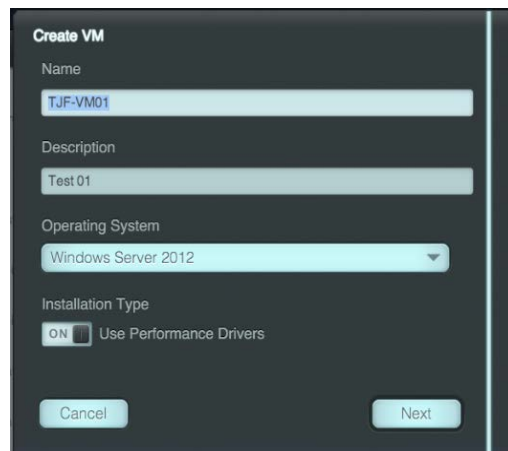 Create VM
Name
TJF-VM01
Description
Test 01
Operating System
Windows Server 2012
Installation Type
ON Use Performance Drivers
Cancel Next